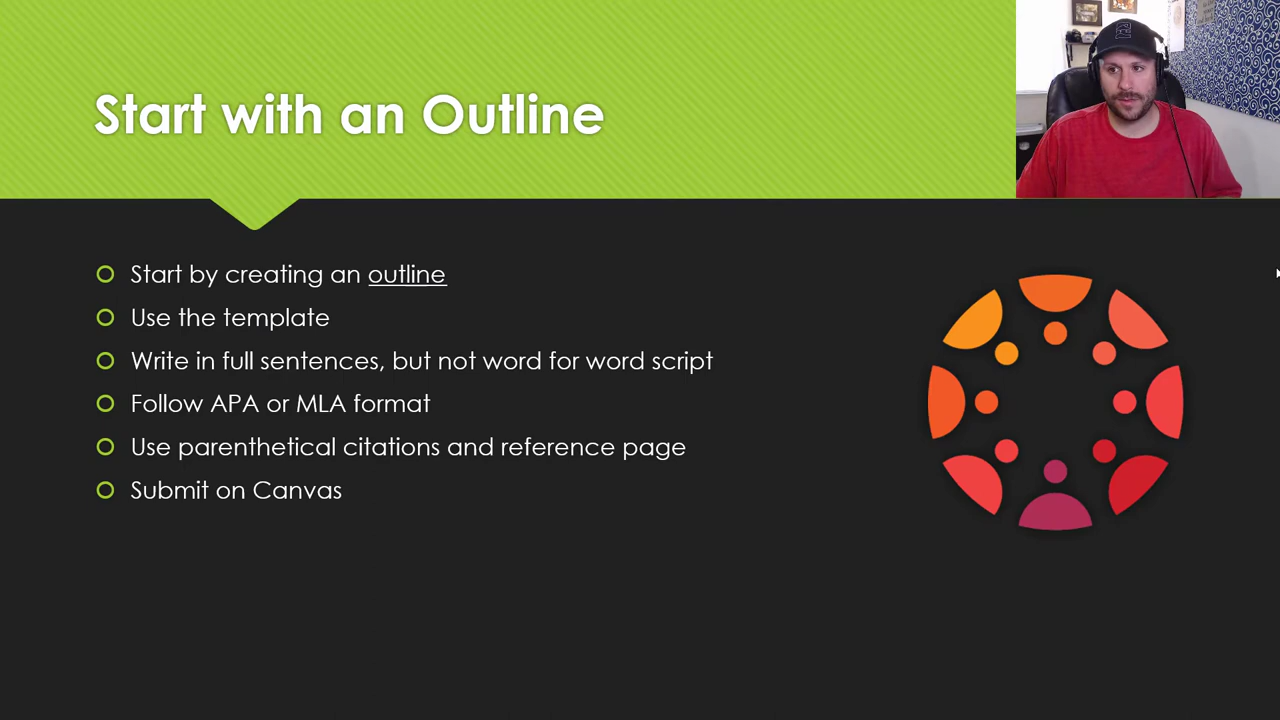 Start with an Outline
Start by creating an outline
Use the template
Write in full sentences, but not word for word script
Follow APA or MLA format
Use parenthetical citations and reference page
Submit on Canvas